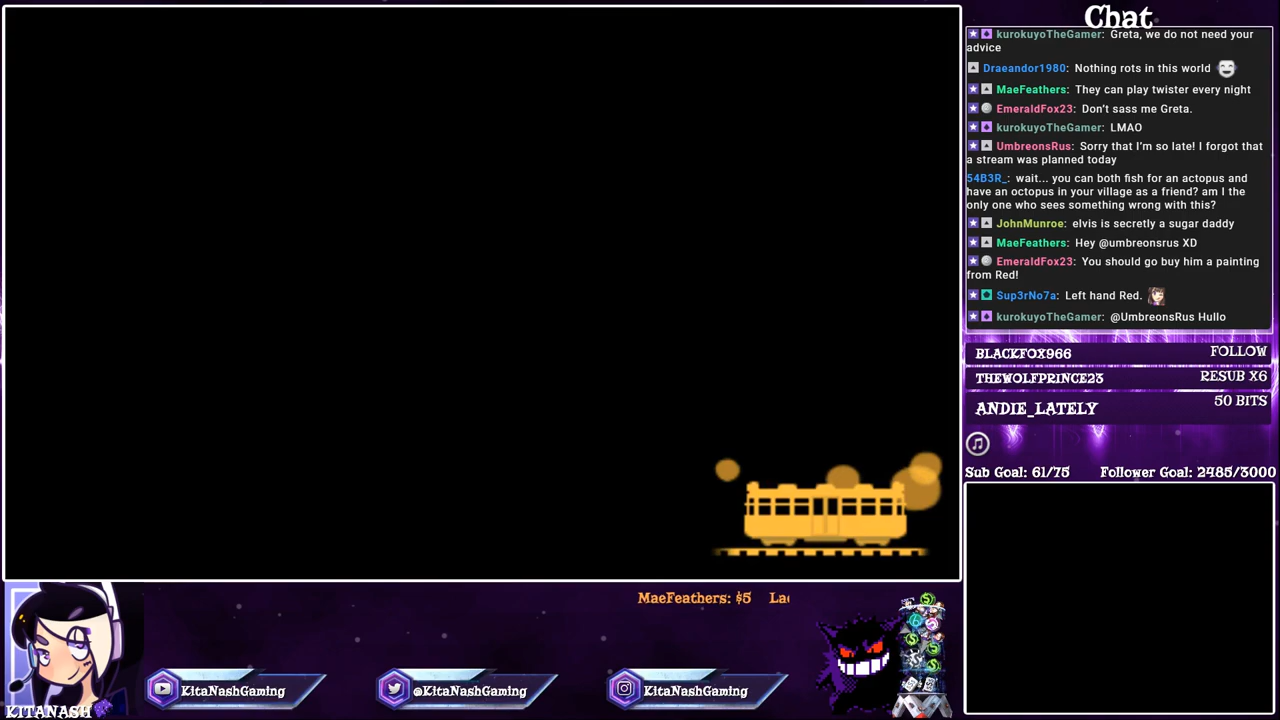 Chat
kurokuyoTheGamer: Greta, we do not need your
advice
Draeandor1980: Nothing rots in this world
MaeFeathers: They can play twister every night
EmeraldFox23: Don't sass me Greta.
kurokuyoTheGamer: LMAO
UmbreonsRus: Sorry that I'm so late! I forgot that
a stream was planned today
54B3R_: wait... you can both fish for an actopus and
have an octopus in your village as a friend? am I the
only one who sees something wrong with this?
JohnMunroe: elvis is secretly a sugar daddy
MaeFeathers: Hey @umbreonsrus XD
EmeraldFox23: You should go buy him a painting
from Red!
Sup3rNo7a: Left hand Red.
kurokuyoTheGamer: @UmbreonsRus Hullo
BLACKFOX966 FOLLOW
THEWOLFPRINCE23 RESUB X6
ANDIE_LATELY 50 BITS
Sub Goal: 61/75 Follower Goal: 2485/3000
MaeFeathers: $5
KitaNashGaming @KitaNashGaming KitaNashGaming
KITANASH